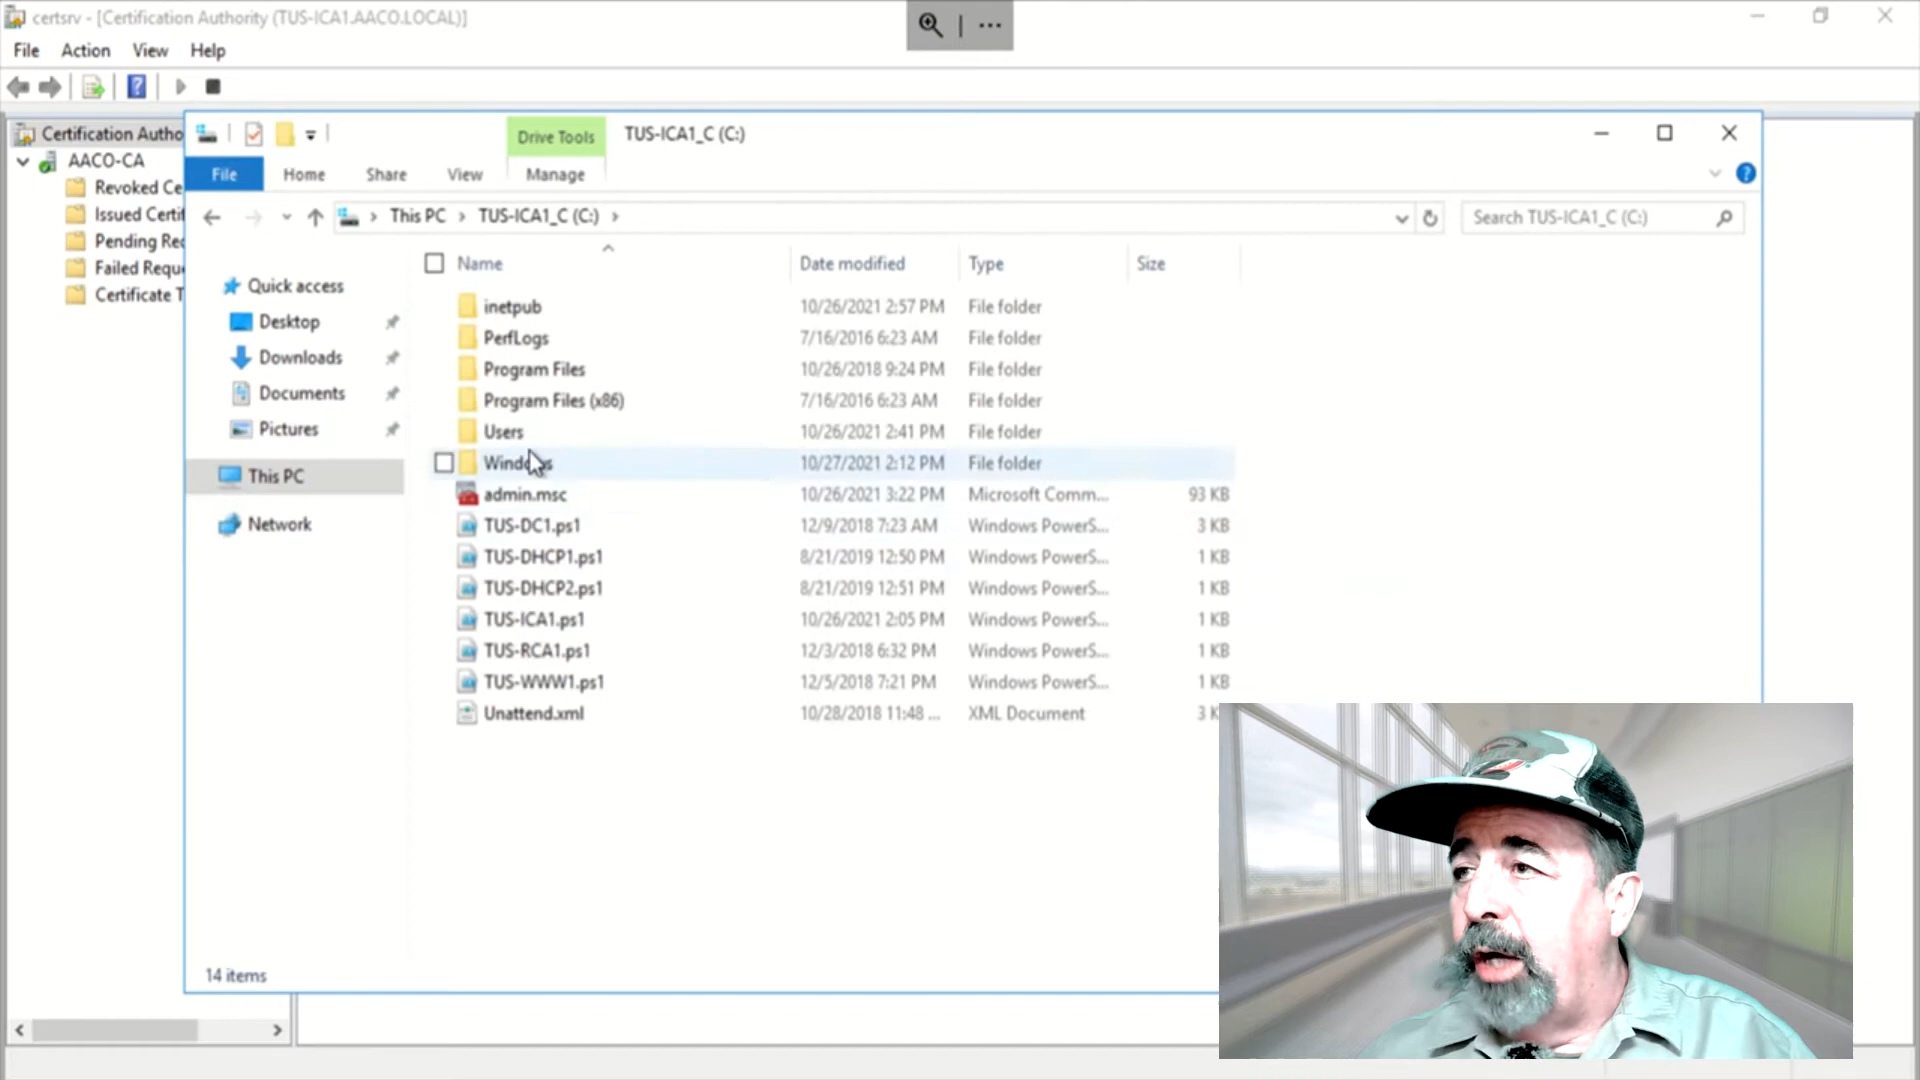 certsrv - [Certification Authority (TUS-ICA1.AACO.LOCAL)]
File Action View Help
Certification Autho
AACO-CA
Revoked Ce
Issued Certif
Pending Req
Failed Reque
Certificate T
Drive Tools
TUS-ICA1_C (C:)
File Home Share View Manage
This PC TUS-ICA1_C (C:)
Search TUS-ICA1_C (C:)
Quick access
Desktop
Downloads
Documents
Pictures
This PC
Network
Name Date modified Type Size
inetpub 10/26/2021 2:57 PM File folder
PerfLogs 7/16/2016 6:23 AM File folder
Program Files 10/26/2018 9:24 PM File folder
Program Files (x86) 7/16/2016 6:23 AM File folder
Users 10/26/2021 2:41 PM File folder
Windows 10/27/2021 2:12 PM File folder
admin.msc 10/26/2021 3:22 PM Microsoft Comm... 93 KB
TUS-DC1.ps1 12/9/2018 7:23 AM Windows PowerS... 3 KB
TUS-DHCP1.ps1 8/21/2019 12:50 PM Windows PowerS... 1 KB
TUS-DHCP2.ps1 8/21/2019 12:51 PM Windows PowerS... 1 KB
TUS-ICA1.ps1 10/26/2021 2:05 PM Windows PowerS... 1 KB
TUS-RCA1.ps1 12/3/2018 6:32 PM Windows PowerS... 1 KB
TUS-WWW1.ps1 12/5/2018 7:21 PM Windows PowerS... 1 KB
Unattend.xml 10/28/2018 11:48 ... XML Document 3 K
14 items